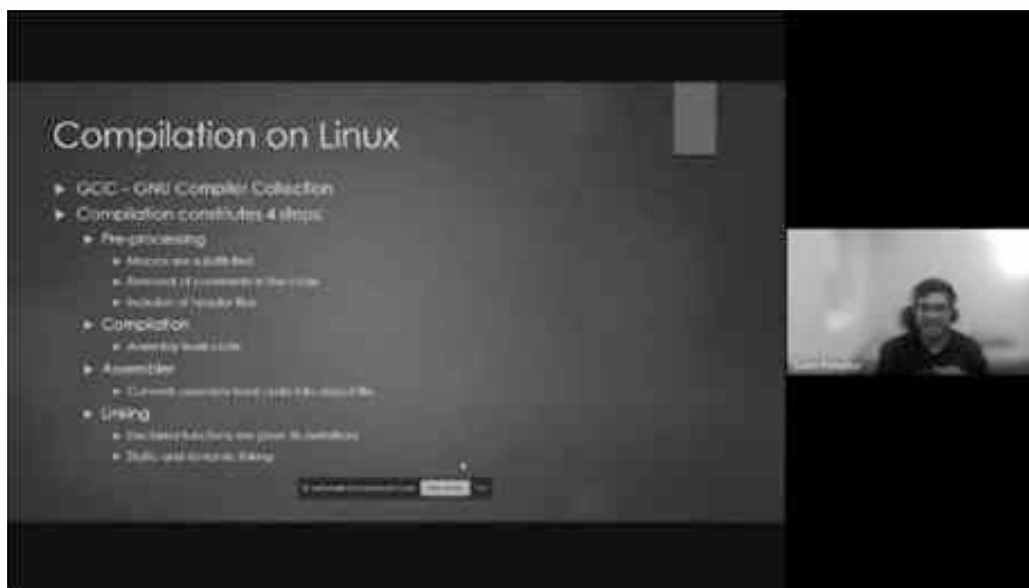 Compilation on Linux
GCC – GNU Compiler Collection
Compilation constitutes 4 steps:
Pre-processing
Macros are substituted
Removal of comments in the code
Inclusion of header files
Compilation
Assembly level code
Assembler
Converts assembly level code into object file
Linking
Declared functions are given its definitions
Static and dynamic linking